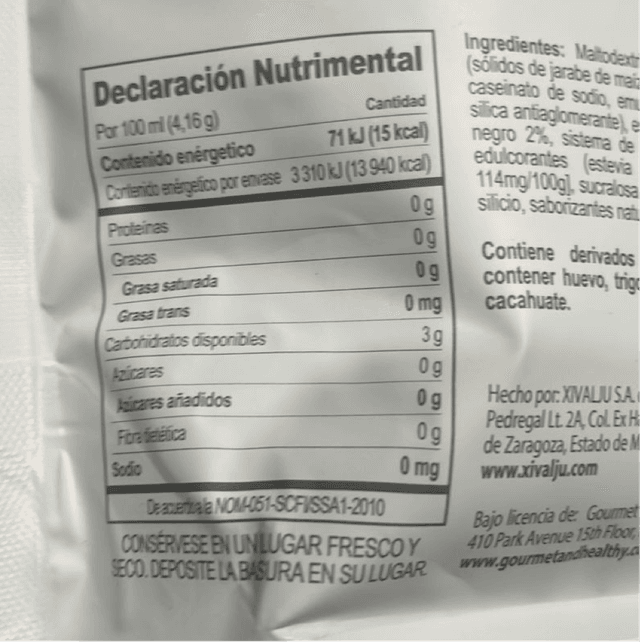 Declaración Nutrimental
Por 100 ml (4,16 g) Cantidad
Contenido enérgetico 71 kJ (15 kcal)
Contenido enérgetico por envase 3 310 kJ (13 940 kcal)
Proteínas 0 g
Grasas 0 g
Grasa saturada 0 g
Grasa trans 0 mg
Carbohidratos disponibles 3 g
Azúcares 0 g
Azúcares añadidos 0 g
Fibra dietética 0 g
Sodio 0 mg
De acuerdo a la NOM-051-SCFI/SSA1-2010
CONSÉRVESE EN UN LUGAR FRESCO Y
SECO. DEPOSITE LA BASURA EN SU LUGAR
Ingredientes: Maltodextr
(sólidos de jarabe de maíz
caseinato de sodio, em
silica antiaglomerante), e
negro 2%, sistema de
edulcorantes (estevia
114mg/100g], sucralosa
silicio, saborizantes nat
Contiene derivados
contener huevo, trigo
cacahuate.
Hecho por: XIVALJU S.A.
Pedregal Lt. 2A, Col. Ex H
de Zaragoza, Estado de M
www.xivalju.com
Bajo licencia de: Gourmet
410 Park Avenue 15th Floor,
www.gourmetandhealthy.c